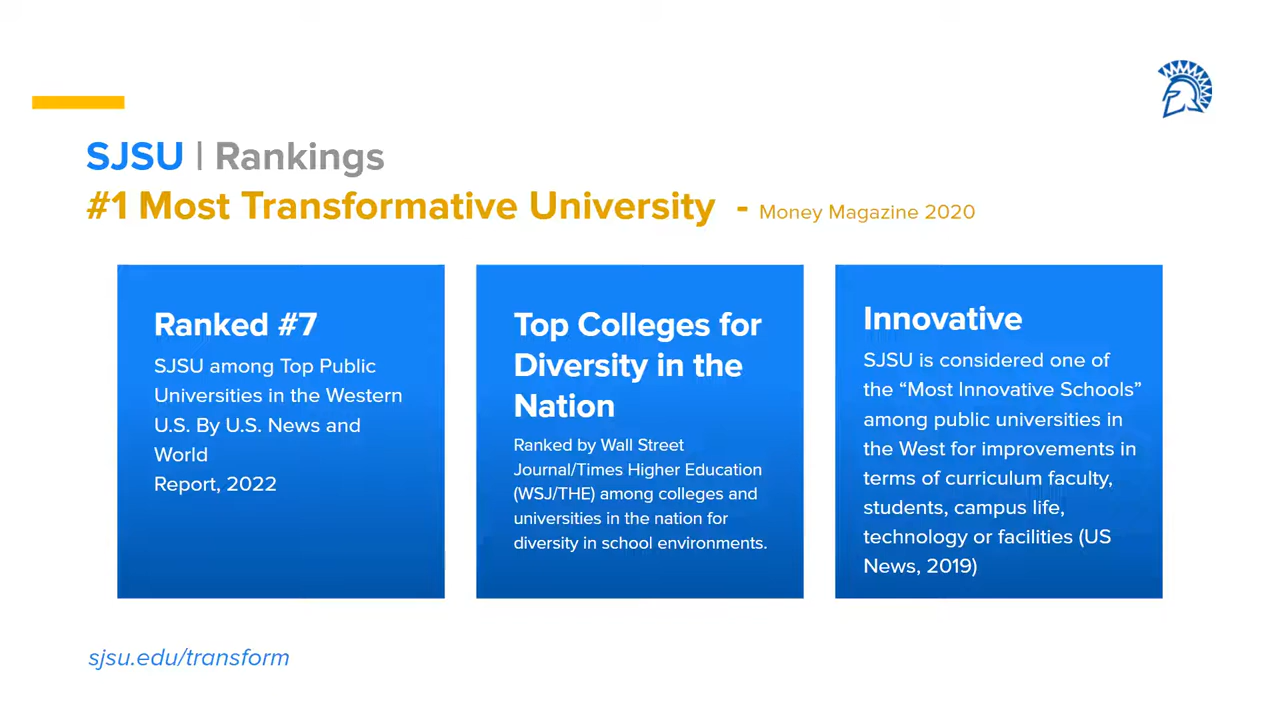 SJSU | Rankings
#1 Most Transformative University - Money Magazine 2020
Ranked #7
SJSU among Top Public
Universities in the Western
U.S. By U.S. News and
World
Report, 2022
Top Colleges for
Diversity in the
Nation
Ranked by Wall Street
Journal/Times Higher Education
(WSJ/THE) among colleges and
universities in the nation for
diversity in school environments.
Innovative
SJSU is considered one of
the “Most Innovative Schools”
among public universities in
the West for improvements in
terms of curriculum faculty,
students, campus life,
technology or facilities (US
News, 2019)
sjsu.edu/transform